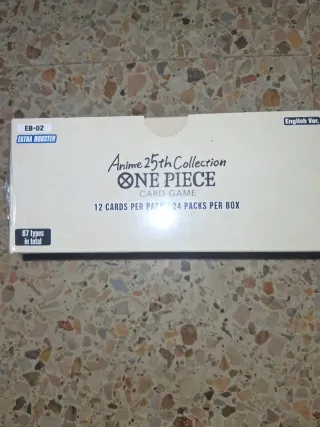 EB-02
EXTRA BOOSTER
English Ver.
Anime 25th Collection
ONE PIECE
CARD GAME
12 CARDS PER PACK / 24 PACKS PER BOX
87 types
in total